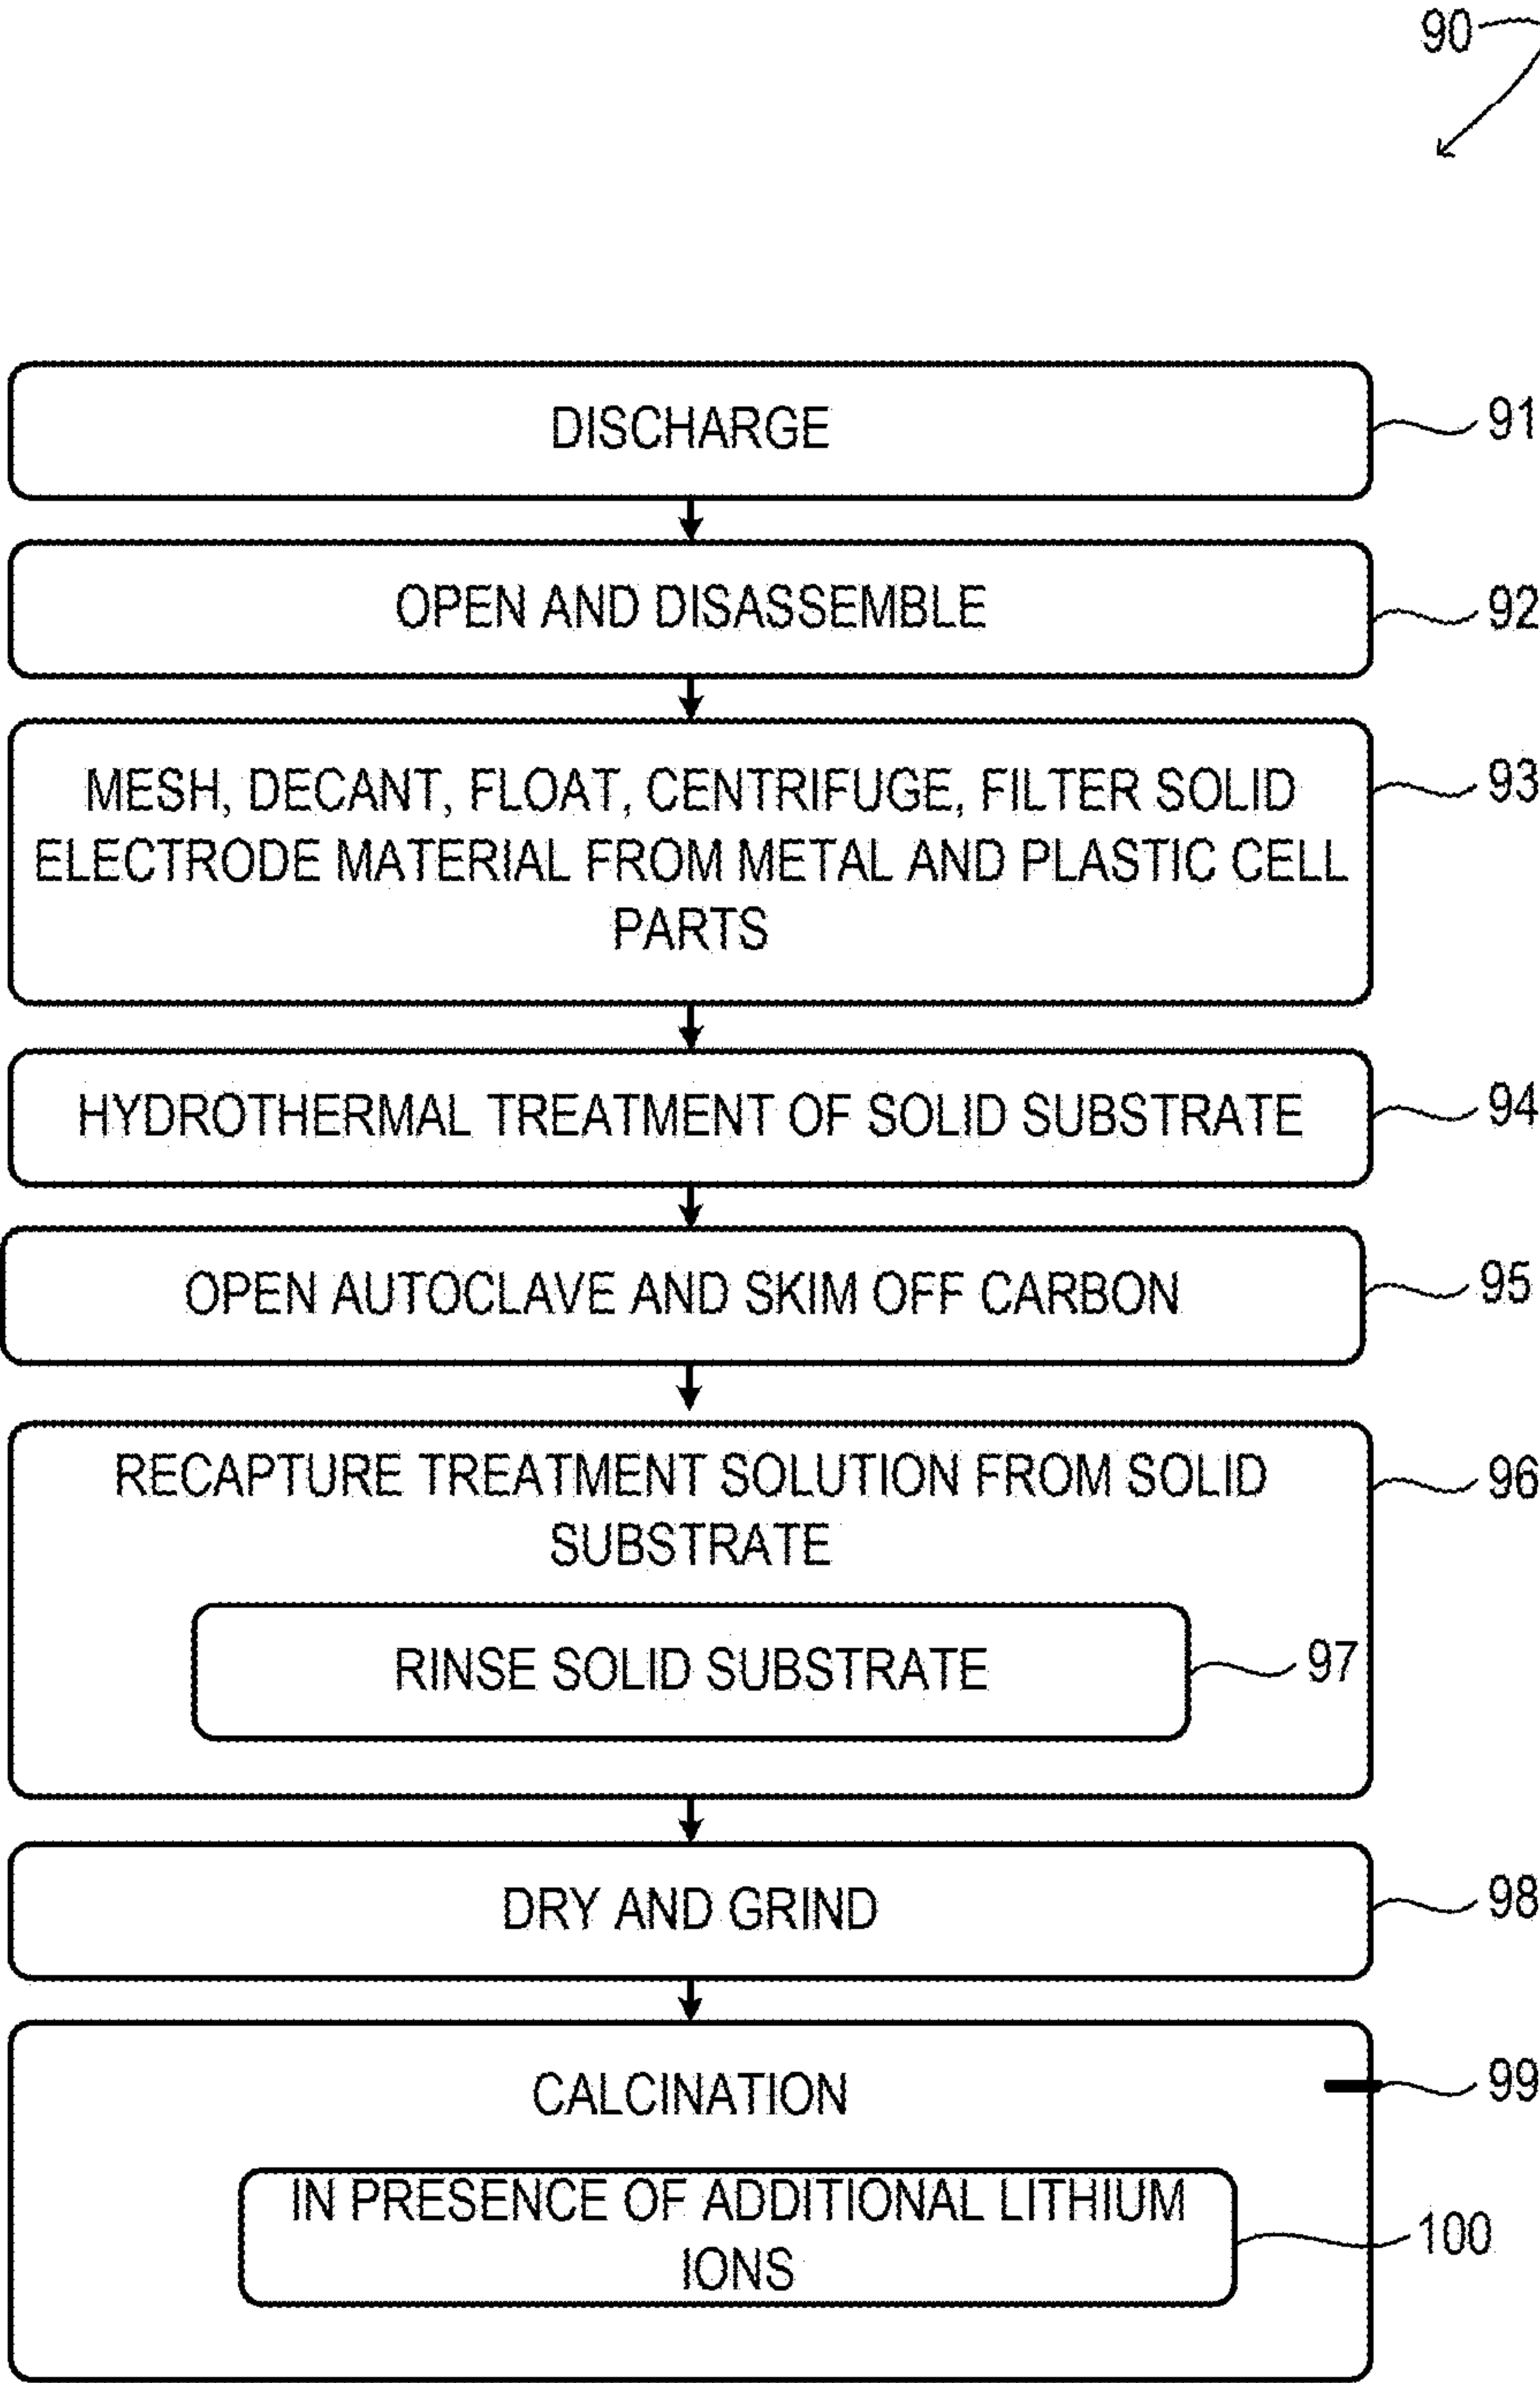 90
DISCHARGE
91
OPEN AND DISASSEMBLE
92
MESH, DECANT, FLOAT, CENTRIFUGE, FILTER SOLID
ELECTRODE MATERIAL FROM METAL AND PLASTIC CELL
PARTS
93
HYDROTHERMAL TREATMENT OF SOLID SUBSTRATE
94
OPEN AUTOCLAVE AND SKIM OFF CARBON
95
RECAPTURE TREATMENT SOLUTION FROM SOLID
SUBSTRATE
96
RINSE SOLID SUBSTRATE
97
DRY AND GRIND
98
CALCINATION
99
IN PRESENCE OF ADDITIONAL LITHIUM
IONS
100